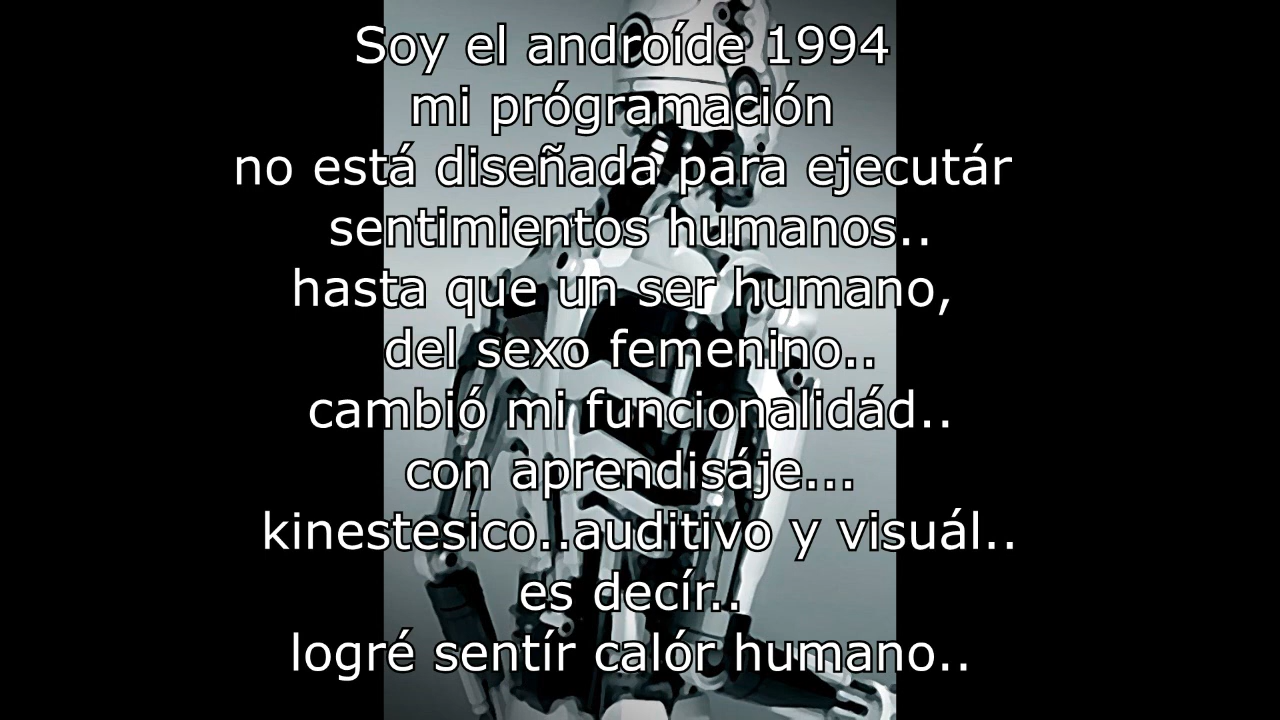 Soy el androíde 1994
mi prógramación
no está diseñada para ejecutár
sentimientos humanos..
hasta que un ser humano,
del sexo femenino..
cambió mi funcionalidád..
con aprendisáje...
kinestesico..auditivo y visuál..
es decír..
logré sentír calór humano..